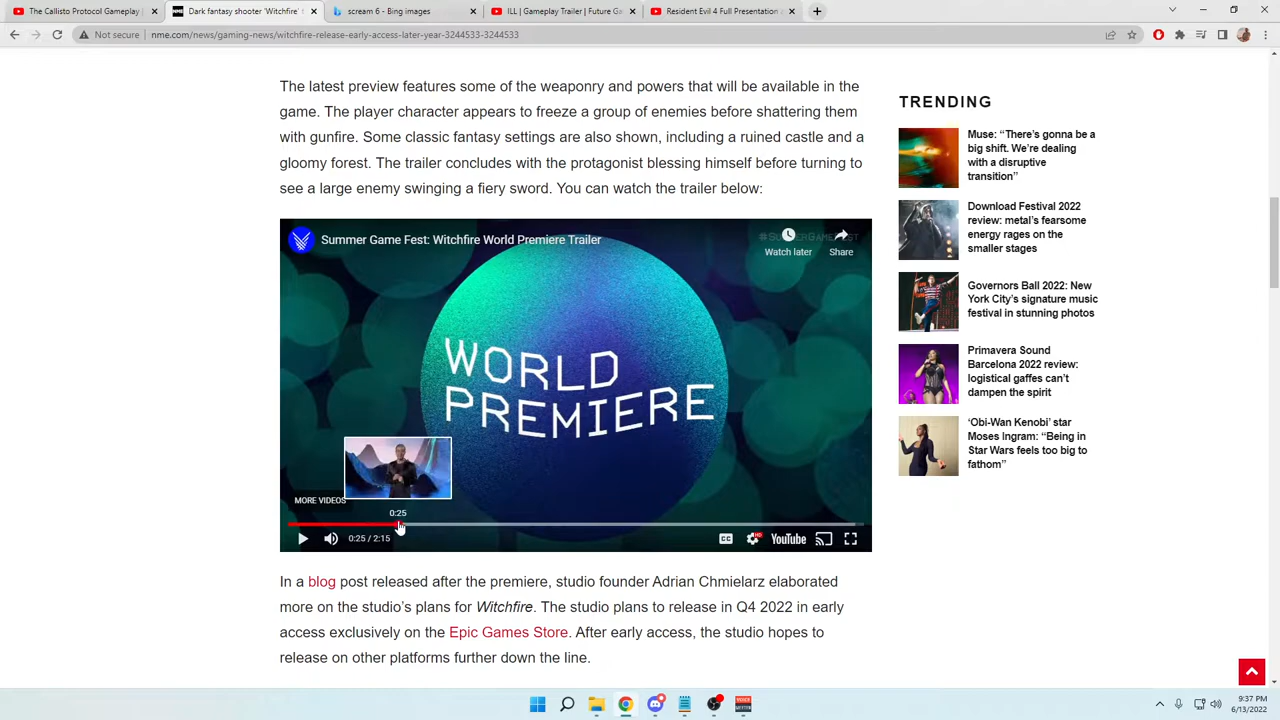 The Callisto Protocol Gameplay |
Dark fantasy shooter 'Witchfire'
scream 6 - Bing images
ILL | Gameplay Trailer | Future Ga
Resident Evil 4 Full Presentation
Not secure | nme.com/news/gaming-news/witchfire-release-early-access-later-year-3244533-3244533
The latest preview features some of the weaponry and powers that will be available in the
game. The player character appears to freeze a group of enemies before shattering them
with gunfire. Some classic fantasy settings are also shown, including a ruined castle and a
gloomy forest. The trailer concludes with the protagonist blessing himself before turning to
see a large enemy swinging a fiery sword. You can watch the trailer below:
Summer Game Fest: Witchfire World Premiere Trailer
#SUMMERGAMEFEST
Watch later
Share
WORLD
PREMIERE
MORE VIDEOS
0:25
0:25 / 2:15
CC
HD
YouTube
In a blog post released after the premiere, studio founder Adrian Chmielarz elaborated
more on the studio's plans for Witchfire. The studio plans to release in Q4 2022 in early
access exclusively on the Epic Games Store. After early access, the studio hopes to
release on other platforms further down the line.
TRENDING
Muse: "There's gonna be a
big shift. We're dealing
with a disruptive
transition"
Download Festival 2022
review: metal's fearsome
energy rages on the
smaller stages
Governors Ball 2022: New
York City's signature music
festival in stunning photos
Primavera Sound
Barcelona 2022 review:
logistical gaffes can't
dampen the spirit
'Obi-Wan Kenobi' star
Moses Ingram: "Being in
Star Wars feels too big to
fathom"
9:37 PM
6/13/2022